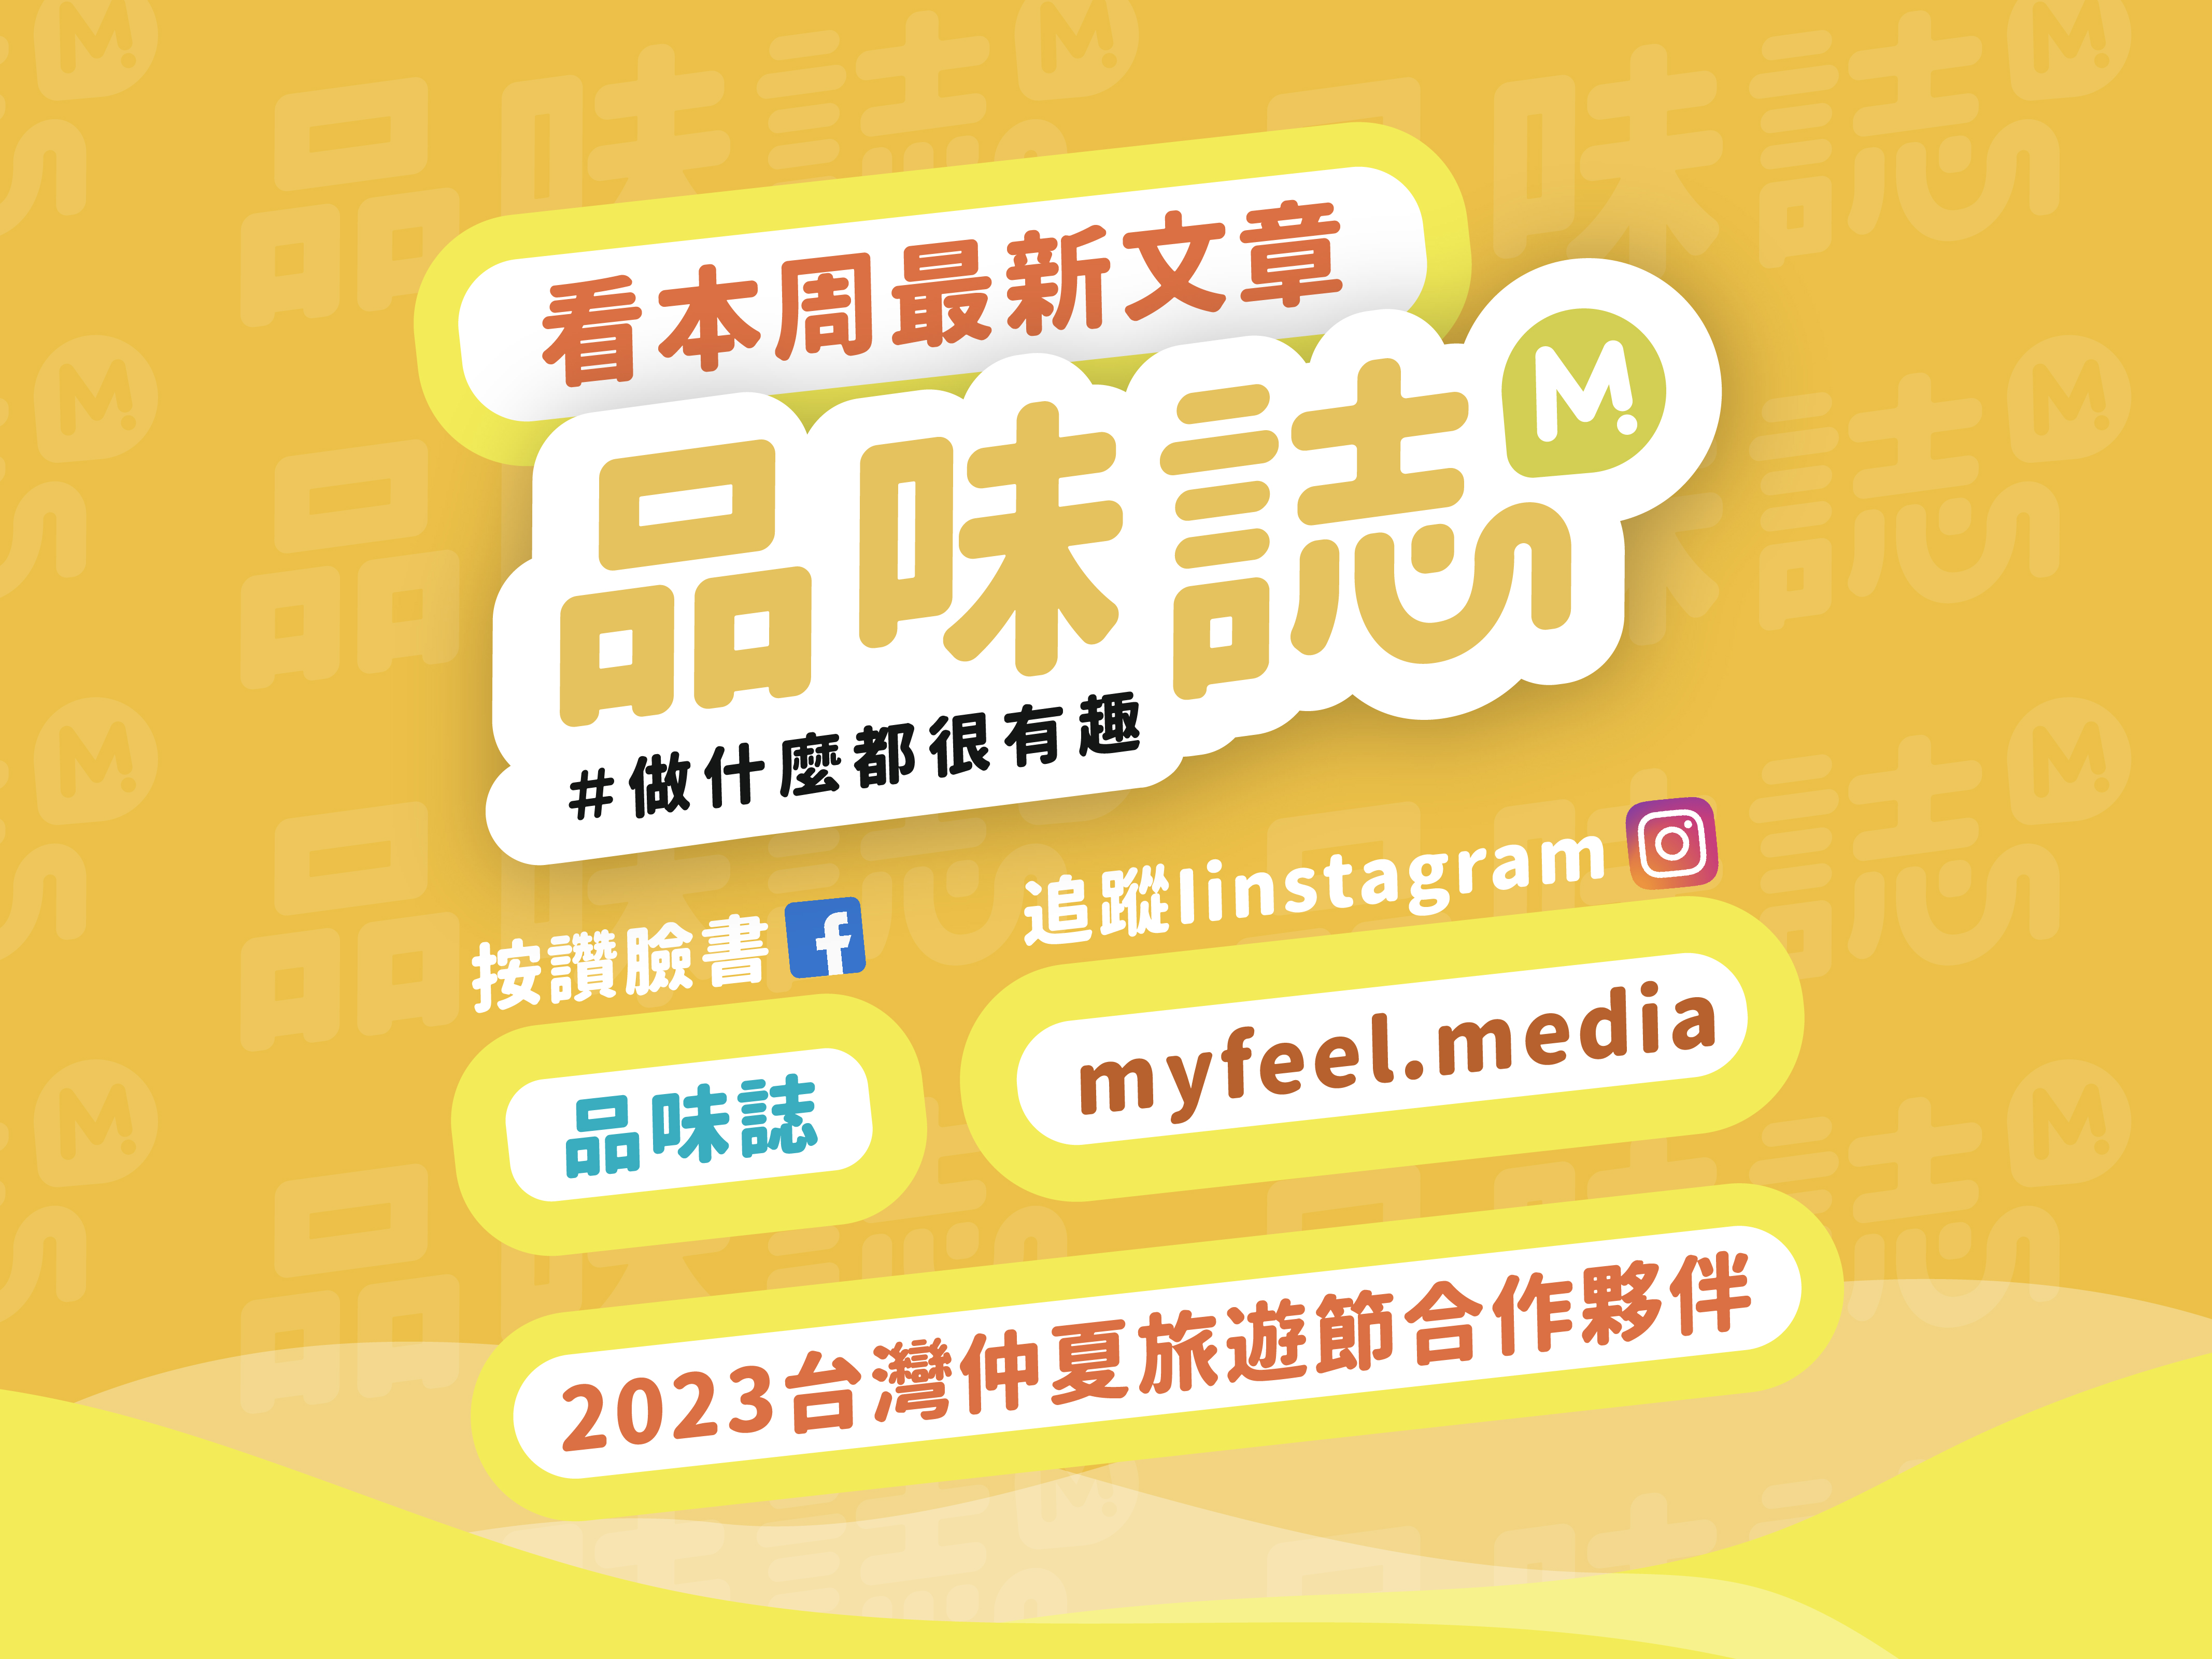 看本周最新文章
品味誌 M.
#做什麼都很有趣
按讚臉書
追蹤Iinstagram
品味誌
myfeel.media
2023台灣仲夏旅遊節合作夥伴